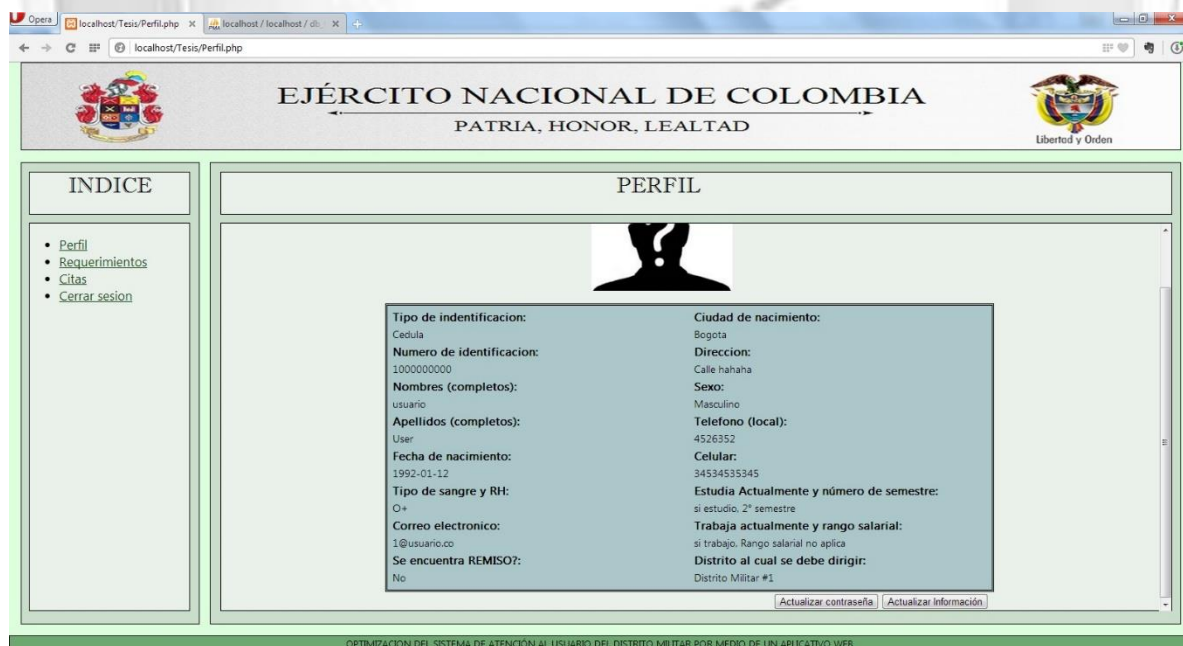 Opera
localhost/Tesis/Perfil.php
localhost / localhost / db
localhost/Tesis/Perfil.php
EJÉRCITO NACIONAL DE COLOMBIA
PATRIA, HONOR, LEALTAD
Libertad y Orden
INDICE
Perfil
Requerimientos
Citas
Cerrar sesion
PERFIL
Tipo de indentificacion:
Cedula
Numero de identificacion:
1000000000
Nombres (completos):
usuario
Apellidos (completos):
User
Fecha de nacimiento:
1992-01-12
Tipo de sangre y RH:
O+
Correo electronico:
1@usuario.co
Se encuentra REMISO?:
No
Ciudad de nacimiento:
Bogota
Direccion:
Calle hahaha
Sexo:
Masculino
Telefono (local):
4526352
Celular:
34534535345
Estudia Actualmente y número de semestre:
si estudio, 2° semestre
Trabaja actualmente y rango salarial:
si trabajo, Rango salarial no aplica
Distrito al cual se debe dirigir:
Distrito Militar #1
Actualizar contraseña
Actualizar Información
OPTIMIZACION DEL SISTEMA DE ATENCIÓN AL USUARIO DEL DISTRITO MILITAR POR MEDIO DE UN APLICATIVO WEB